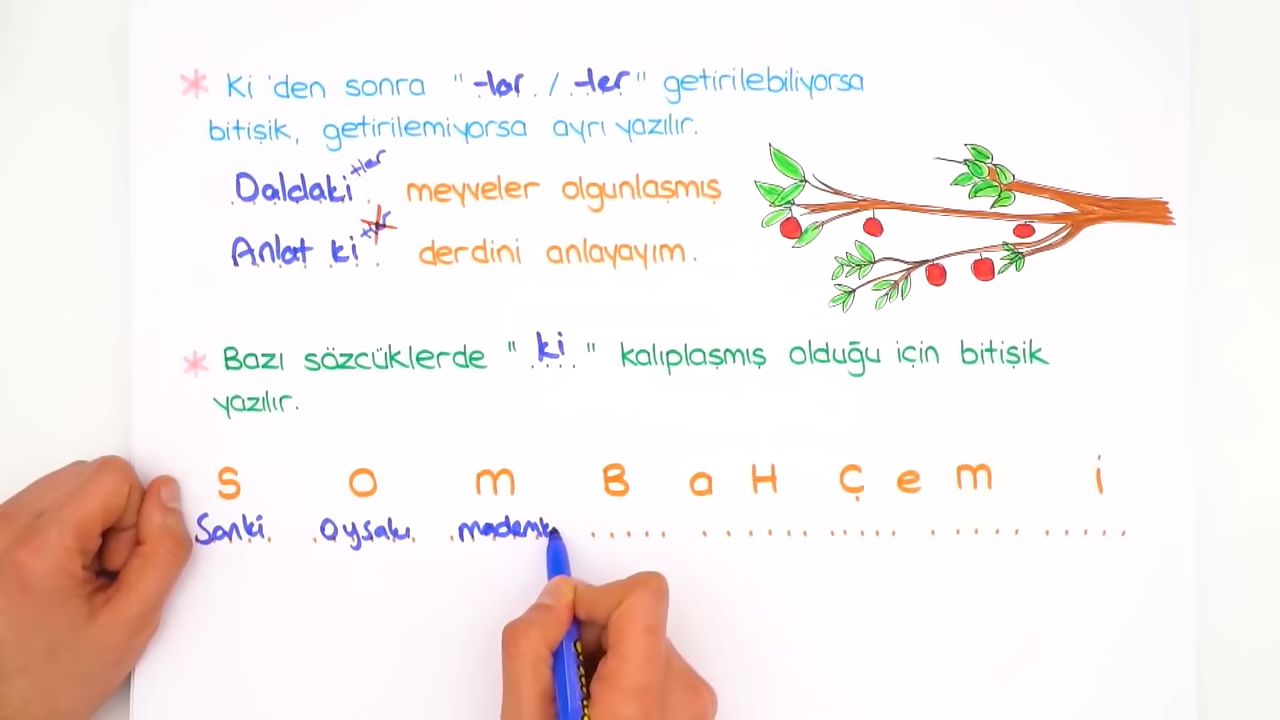 * Ki 'den sonra "-lar / -ler" getirilebiliyorsa
bitişik, getirilemiyorsa ayrı yazılır.
Daldaki +ler meyveler olgunlaşmış
Anlat ki +ler derdini anlayayım.
* Bazı sözcüklerde "ki" kalıplaşmış olduğu için bitişik
yazılır.
S O M B a H Ç e M İ
Sanki Oysaki mademk